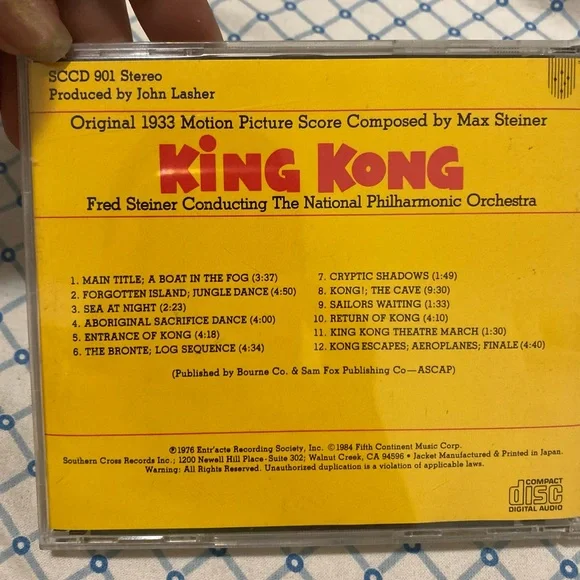 SCCD 901 Stereo
Produced by John Lasher
Original 1933 Motion Picture Score Composed by Max Steiner
KiNG KONG
Fred Steiner Conducting The National Philharmonic Orchestra
1. MAIN TITLE; A BOAT IN THE FOG (3:37)
2. FORGOTTEN ISLAND; JUNGLE DANCE (4:50)
3. SEA AT NIGHT (2:23)
4. ABORIGINAL SACRIFICE DANCE (4:00)
5. ENTRANCE OF KONG (4:18)
6. THE BRONTE; LOG SEQUENCE (4:34)
7. CRYPTIC SHADOWS (1:49)
8. KONG!; THE CAVE (9:30)
9. SAILORS WAITING (1:33)
10. RETURN OF KONG (4:10)
11. KING KONG THEATRE MARCH (1:30)
12. KONG ESCAPES; AEROPLANES; FINALE (4:40)
(Published by Bourne Co. & Sam Fox Publishing Co—ASCAP)
℗1976 Entr'acte Recording Society, Inc. ©1984 Fifth Continent Music Corp.
Southern Cross Records Inc.; 1200 Newell Hill Place·Suite 302; Walnut Creek, CA 94596 • Jacket Manufactured & Printed in Japan.
Warning: All Rights Reserved. Unauthorized duplication is a violation of applicable laws.
COMPACT
disc
DIGITAL AUDIO